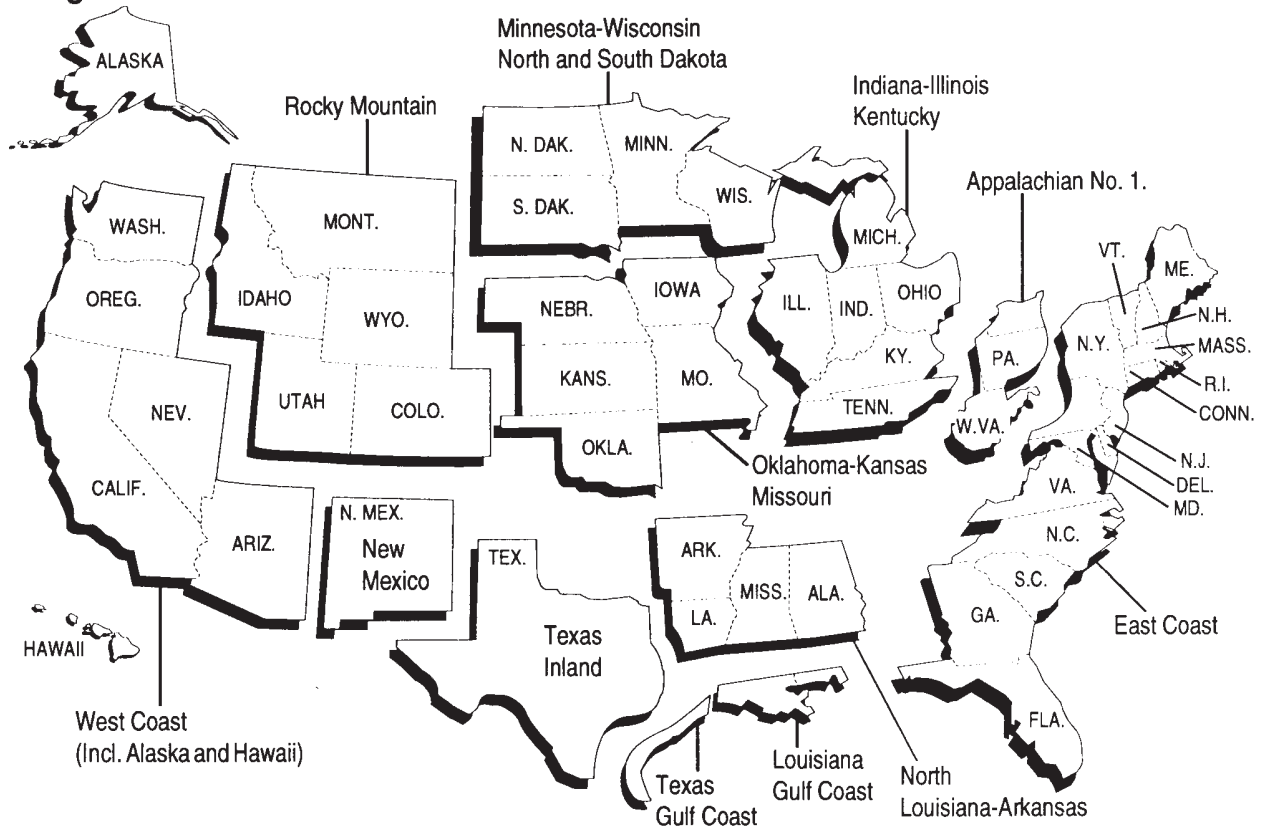 Minnesota-Wisconsin
North and South Dakota
ALASKA
Indiana-Illinois
Kentucky
Rocky Mountain
Appalachian No. 1.
N. DAK.
MINN.
S. DAK.
WIS.
WASH.
MONT.
MICH.
VT.
ME.
OREG.
IDAHO
WYO.
NEBR.
IOWA
ILL.
IND.
OHIO
N.H.
N.Y.
MASS.
PA.
KY.
R.I.
KANS.
MO.
NEV.
UTAH
COLO.
TENN.
CONN.
W.VA.
OKLA.
Oklahoma-Kansas
Missouri
N.J.
DEL.
MD.
VA.
CALIF.
ARIZ.
N. MEX.
New
Mexico
TEX.
ARK.
N.C.
MISS.
ALA.
S.C.
LA.
GA.
East Coast
HAWAII
Texas
Inland
FLA.
West Coast
(Incl. Alaska and Hawaii)
Texas
Gulf Coast
Louisiana
Gulf Coast
North
Louisiana-Arkansas